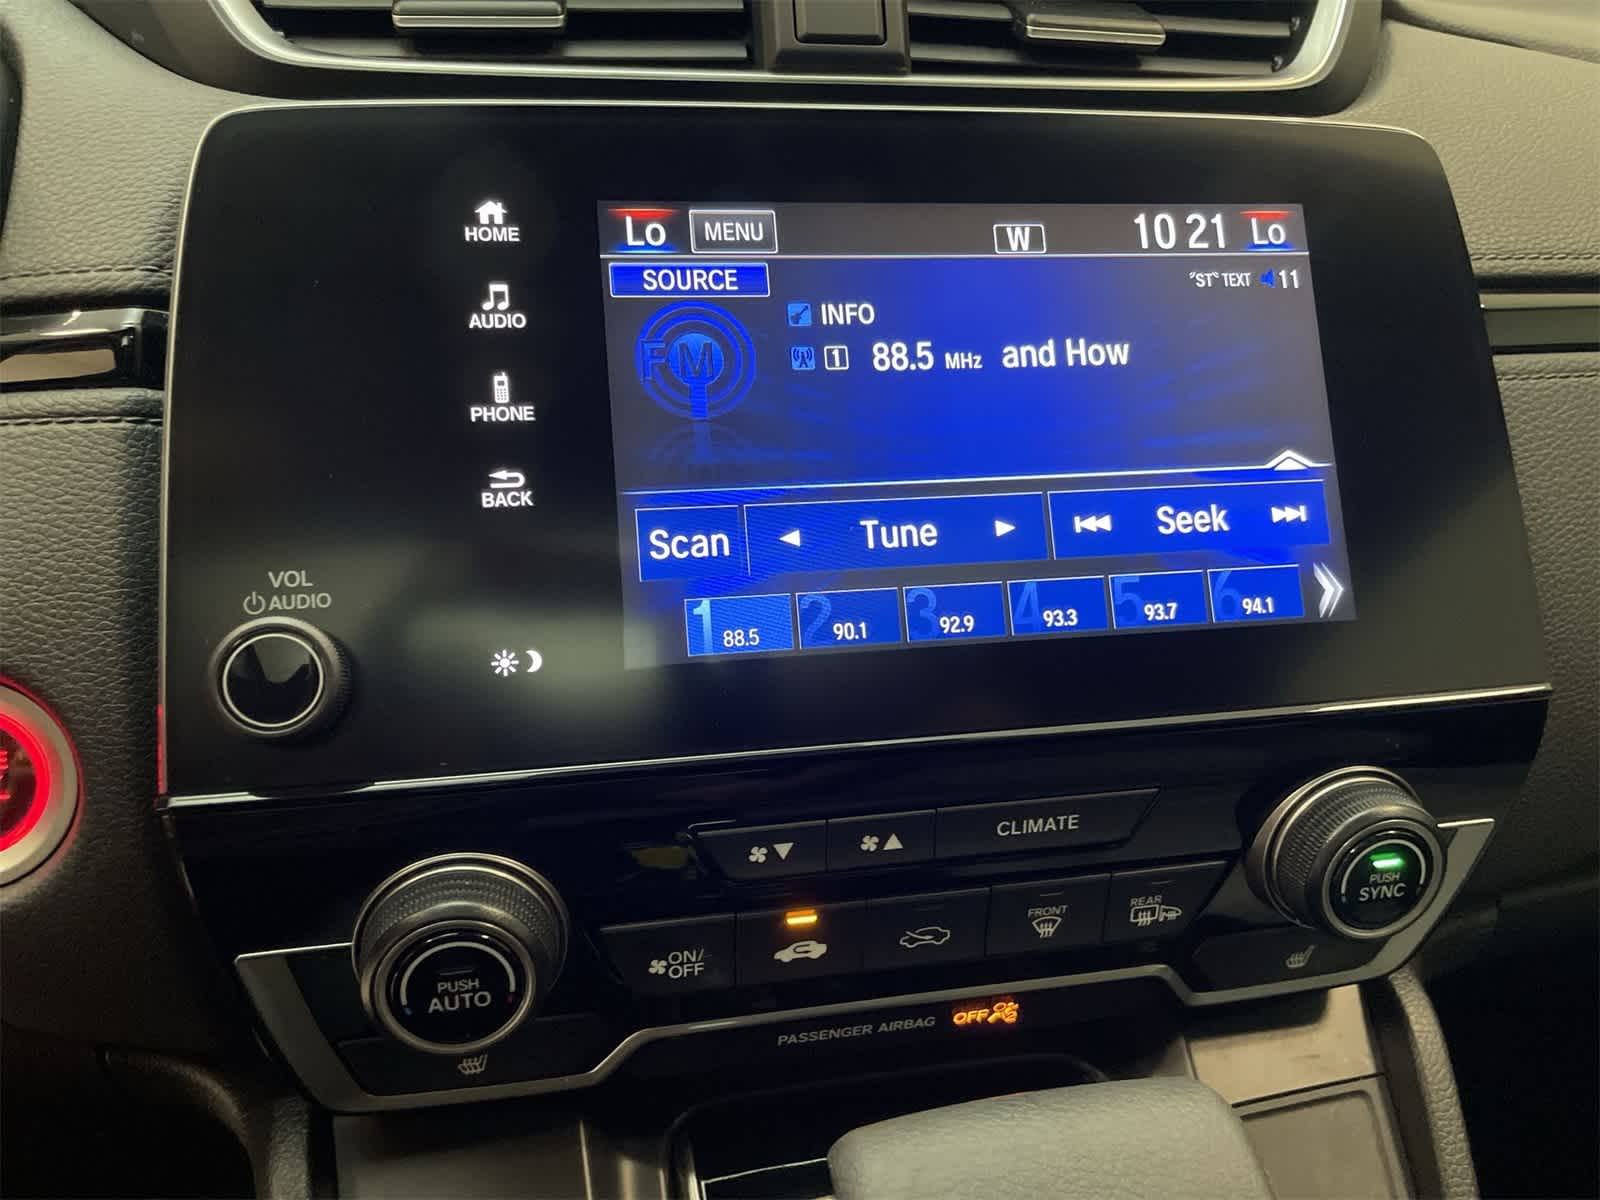 HOME
AUDIO
PHONE
BACK
VOL
AUDIO
Lo MENU W 10 21 Lo
SOURCE "ST" TEXT 11
FM
INFO
1 88.5 MHz and How
Scan Tune Seek
1 88.5 2 90.1 3 92.9 4 93.3 5 93.7 6 94.1
CLIMATE
ON/
OFF
FRONT
REAR
PUSH
AUTO
PUSH
SYNC
PASSENGER AIRBAG OFF